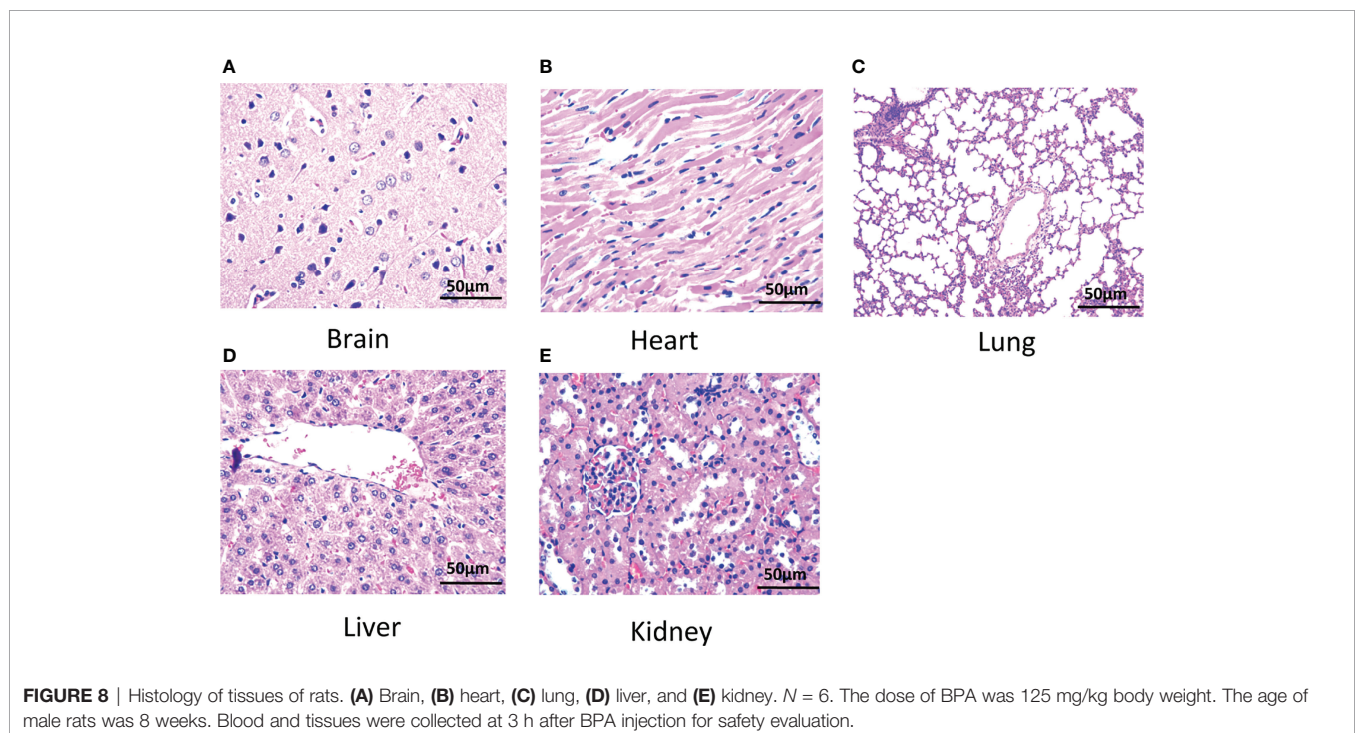 A
B
C
50µm
50µm
50µm
Brain
Heart
Lung
D
E
50µm
50µm
Liver
Kidney
FIGURE 8 | Histology of tissues of rats. (A) Brain, (B) heart, (C) lung, (D) liver, and (E) kidney. N = 6. The dose of BPA was 125 mg/kg body weight. The age of
male rats was 8 weeks. Blood and tissues were collected at 3 h after BPA injection for safety evaluation.